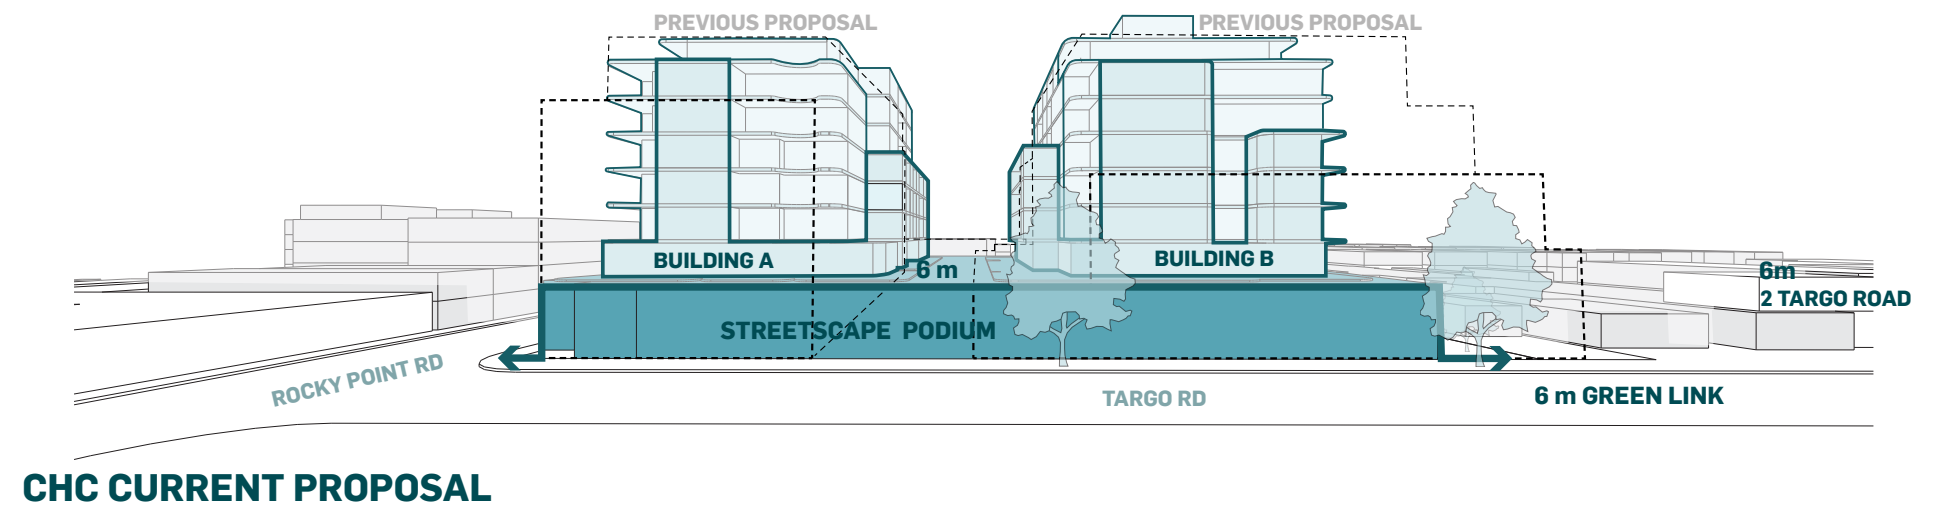 PREVIOUS PROPOSAL
PREVIOUS PROPOSAL
BUILDING A
6 m
BUILDING B
6m
2 TARGO ROAD
STREETSCAPE PODIUM
ROCKY POINT RD
TARGO RD
6 m GREEN LINK
CHC CURRENT PROPOSAL